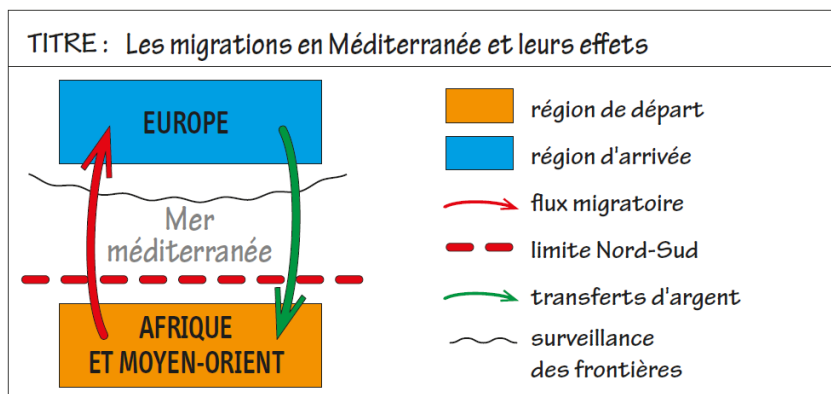 TITRE : Les migrations en Méditerranée et leurs effets
EUROPE
Mer
méditerranée
AFRIQUE
ET MOYEN-ORIENT
région de départ
région d'arrivée
flux migratoire
limite Nord-Sud
transferts d'argent
surveillance
des frontières